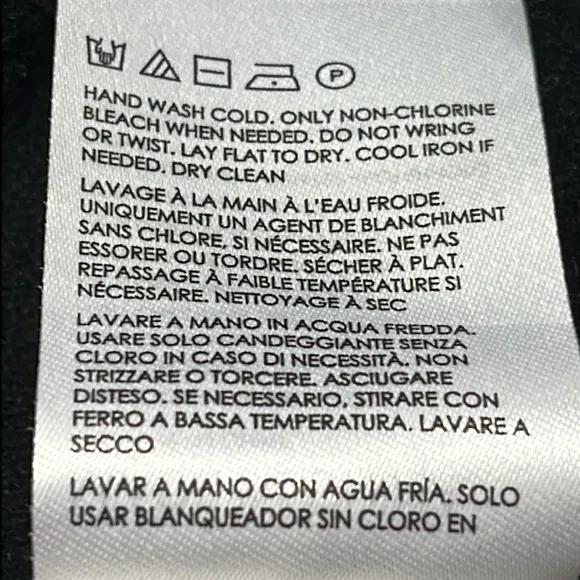 P
HAND WASH COLD. ONLY NON-CHLORINE
BLEACH WHEN NEEDED. DO NOT WRING
OR TWIST. LAY FLAT TO DRY. COOL IRON IF
NEEDED. DRY CLEAN
LAVAGE À LA MAIN À L'EAU FROIDE.
UNIQUEMENT UN AGENT DE BLANCHIMENT
SANS CHLORE, SI NÉCESSAIRE. NE PAS
ESSORER OU TORDRE. SÉCHER À PLAT.
REPASSAGE À FAIBLE TEMPÉRATURE SI
NÉCESSAIRE. NETTOYAGE À SEC
LAVARE A MANO IN ACQUA FREDDA.
USARE SOLO CANDEGGIANTE SENZA
CLORO IN CASO DI NECESSITÀ. NON
STRIZZARE O TORCERE. ASCIUGARE
DISTESO. SE NECESSARIO, STIRARE CON
FERRO A BASSA TEMPERATURA. LAVARE A
SECCO
LAVAR A MANO CON AGUA FRÍA. SOLO
USAR BLANQUEADOR SIN CLORO EN